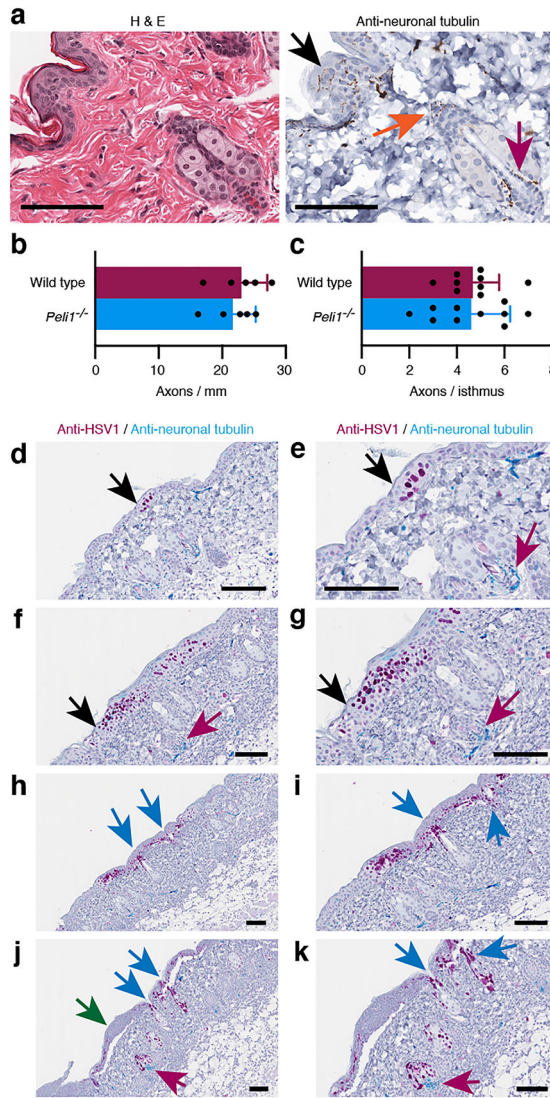 a
H & E
Anti-neuronal tubulin
b
Wild type
Peli1⁻/⁻
0 10 20 30
Axons / mm
c
Wild type
Peli1⁻/⁻
0 2 4 6 8
Axons / isthmus
Anti-HSV1 / Anti-neuronal tubulin
Anti-HSV1 / Anti-neuronal tubulin
d
e
f
g
h
i
j
k